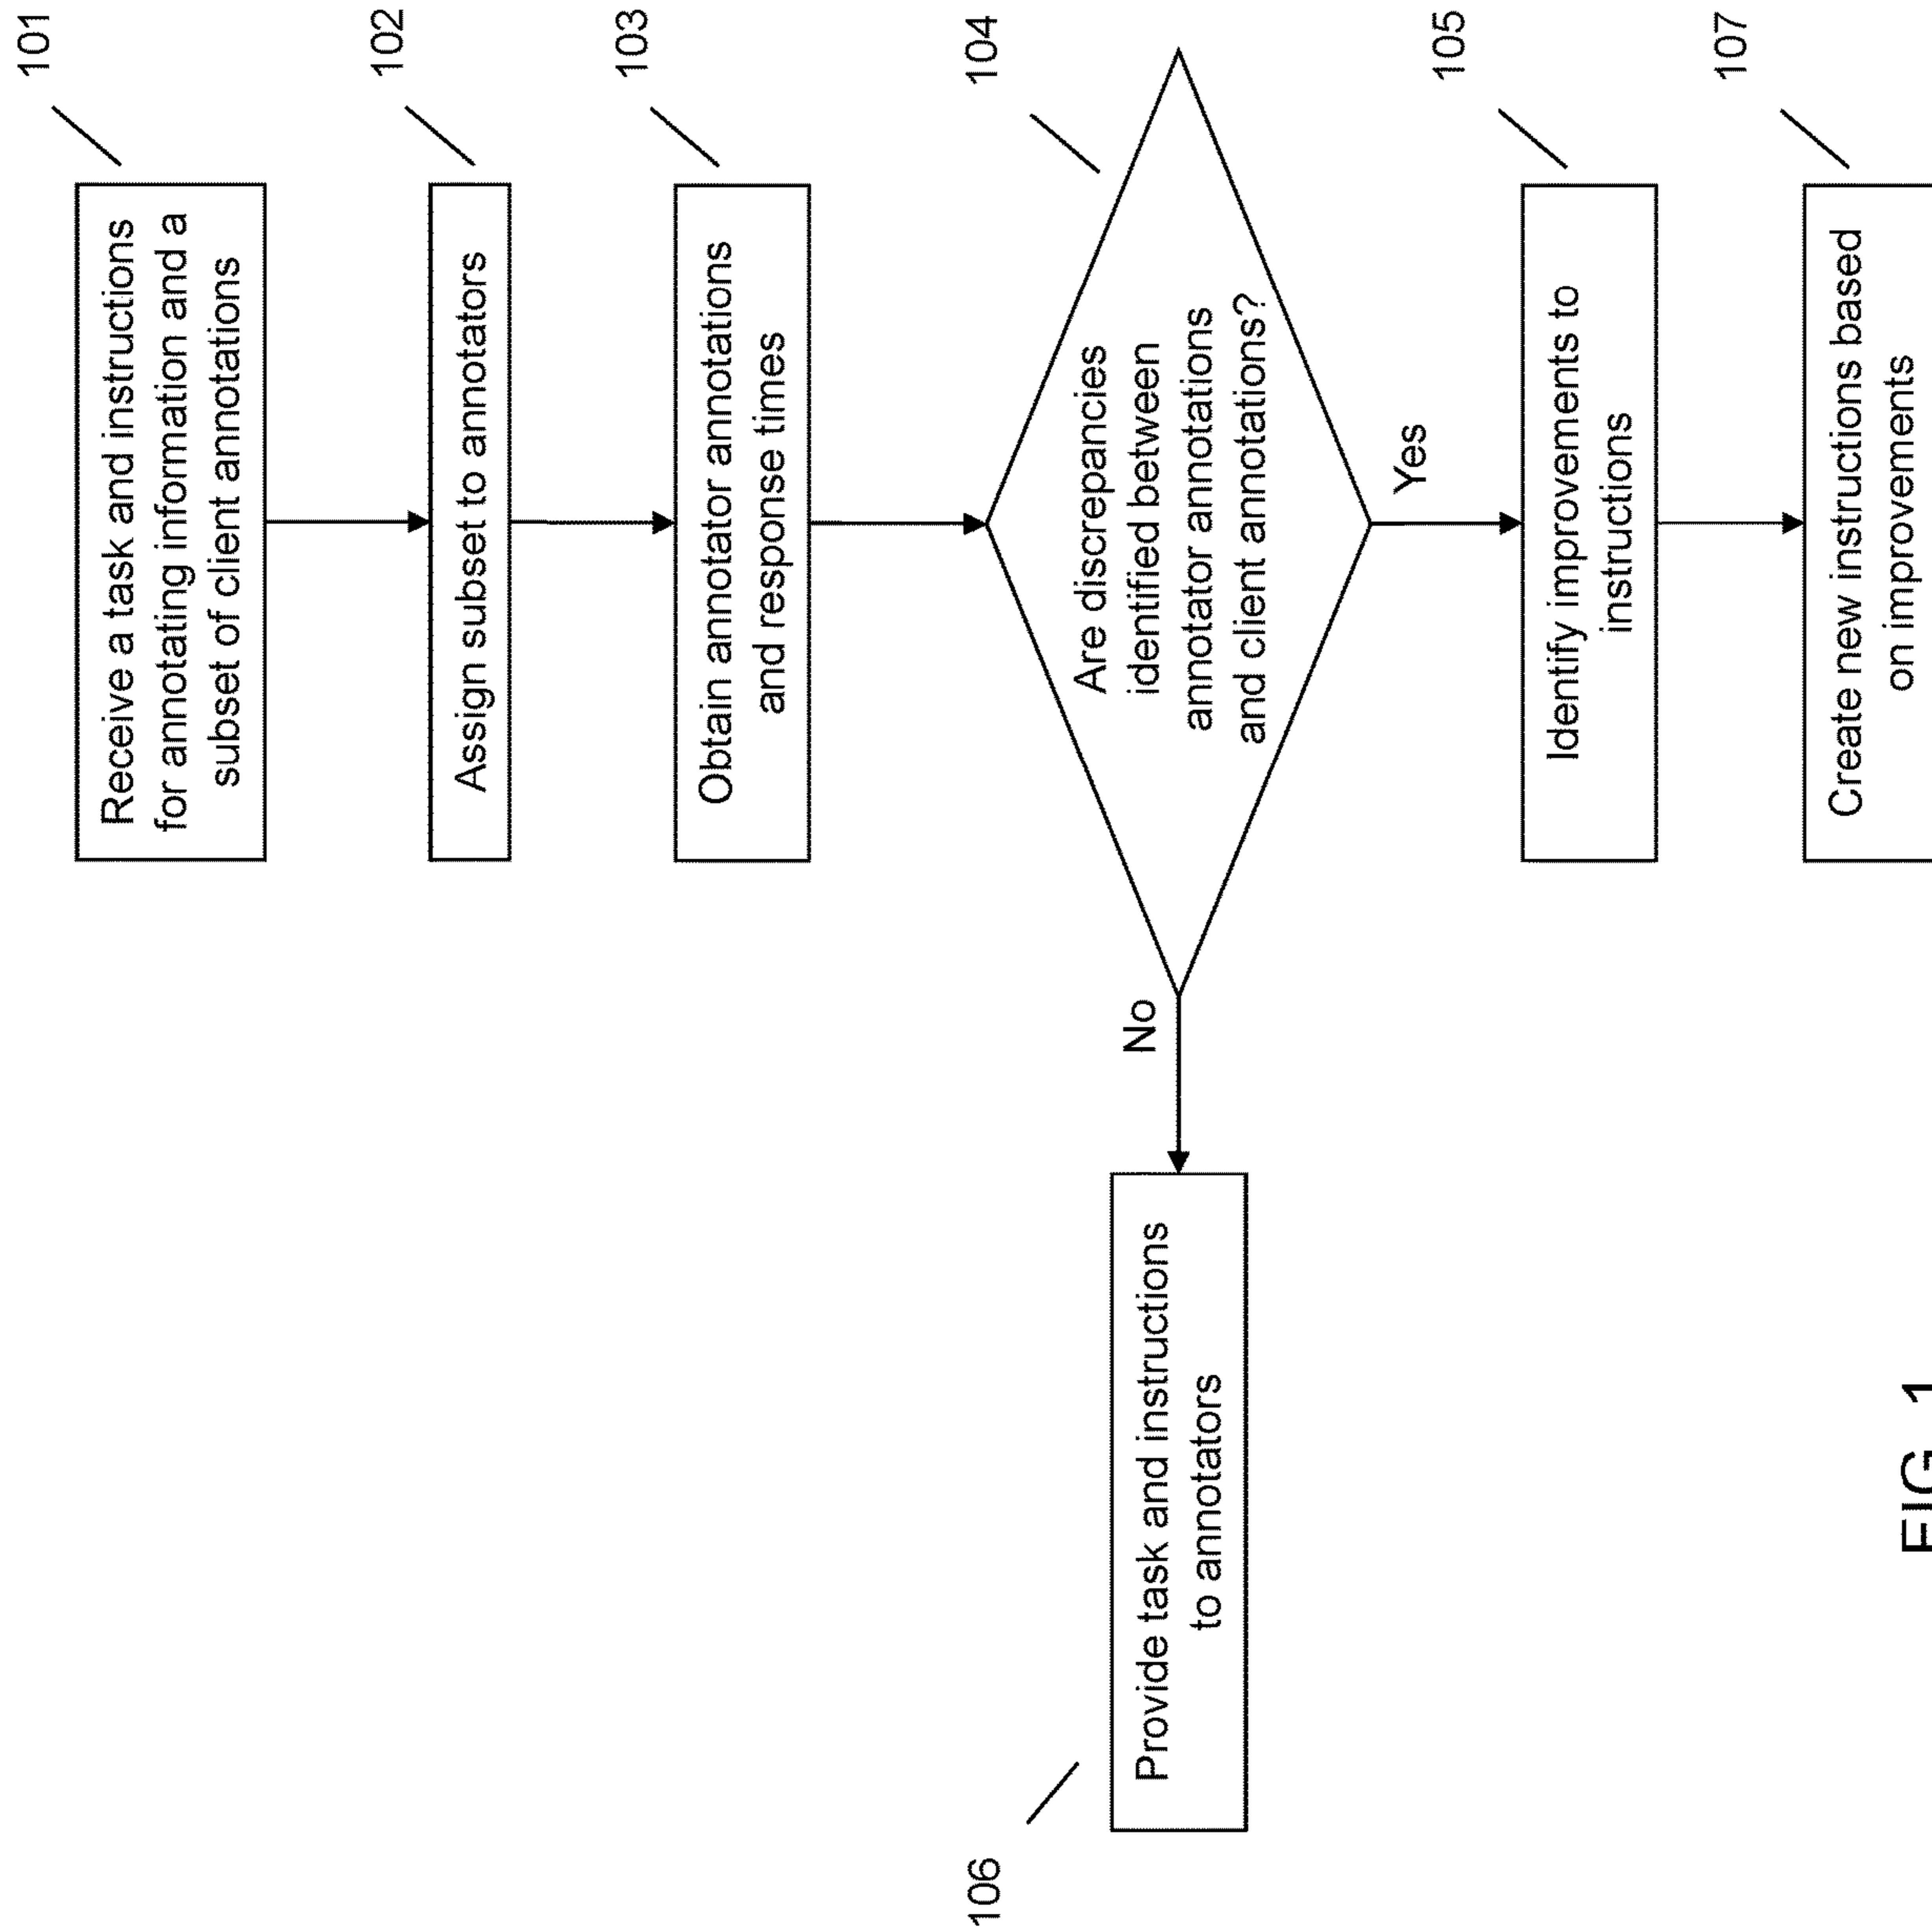 101
Receive a task and instructions
for annotating information and a
subset of client annotations
102
Assign subset to annotators
103
Obtain annotator annotations
and response times
104
Are discrepancies
identified between
annotator annotations
and client annotations?
No
Yes
106
Provide task and instructions
to annotators
105
Identify improvements to
instructions
107
Create new instructions based
on improvements
FIG. 1